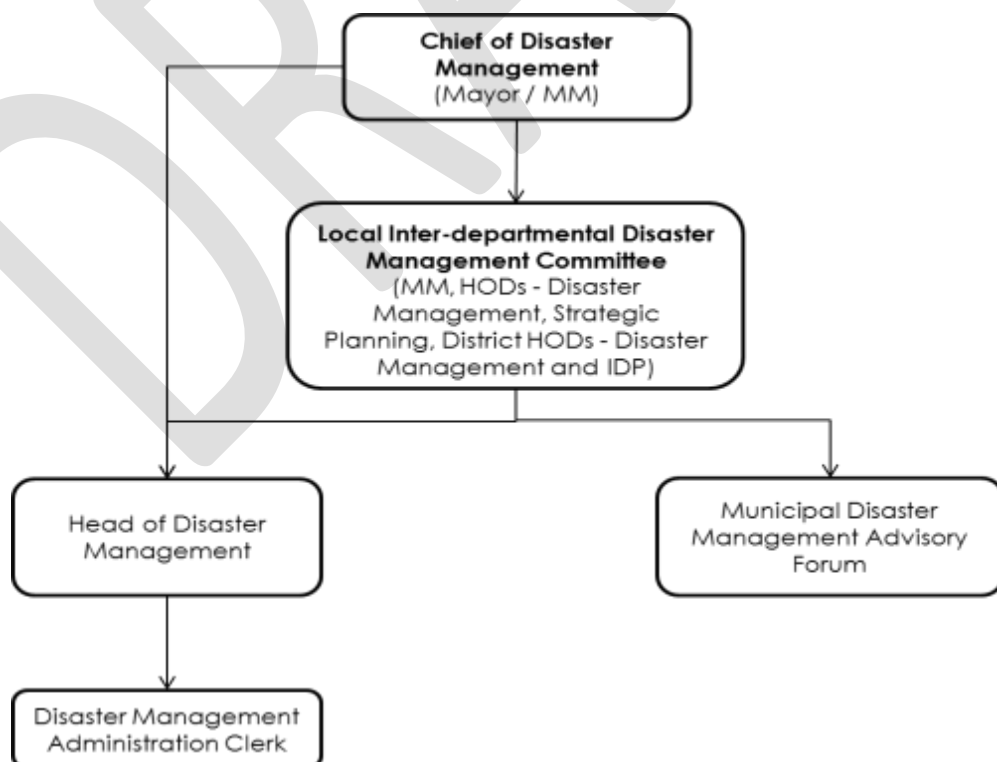 Chief of Disaster
Management
(Mayor / MM)
Local Inter-departmental Disaster
Management Committee
(MM, HODs - Disaster
Management, Strategic
Planning, District HODs - Disaster
Management and IDP)
Head of Disaster
Management
Municipal Disaster
Management Advisory
Forum
Disaster Management
Administration Clerk